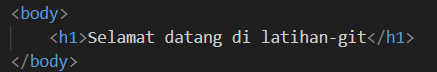 <body>
    <h1>Selamat datang di latihan-git</h1>
</body>